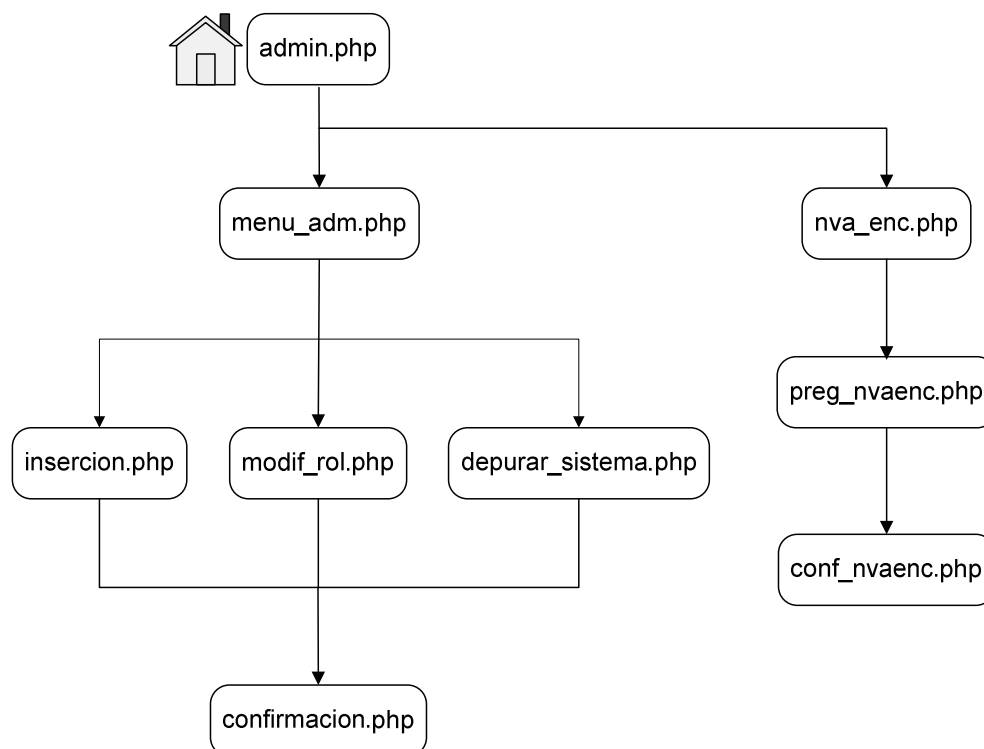 admin.php
menu_adm.php
nva_enc.php
preg_nvaenc.php
insercion.php
modif_rol.php
depurar_sistema.php
conf_nvaenc.php
confirmacion.php